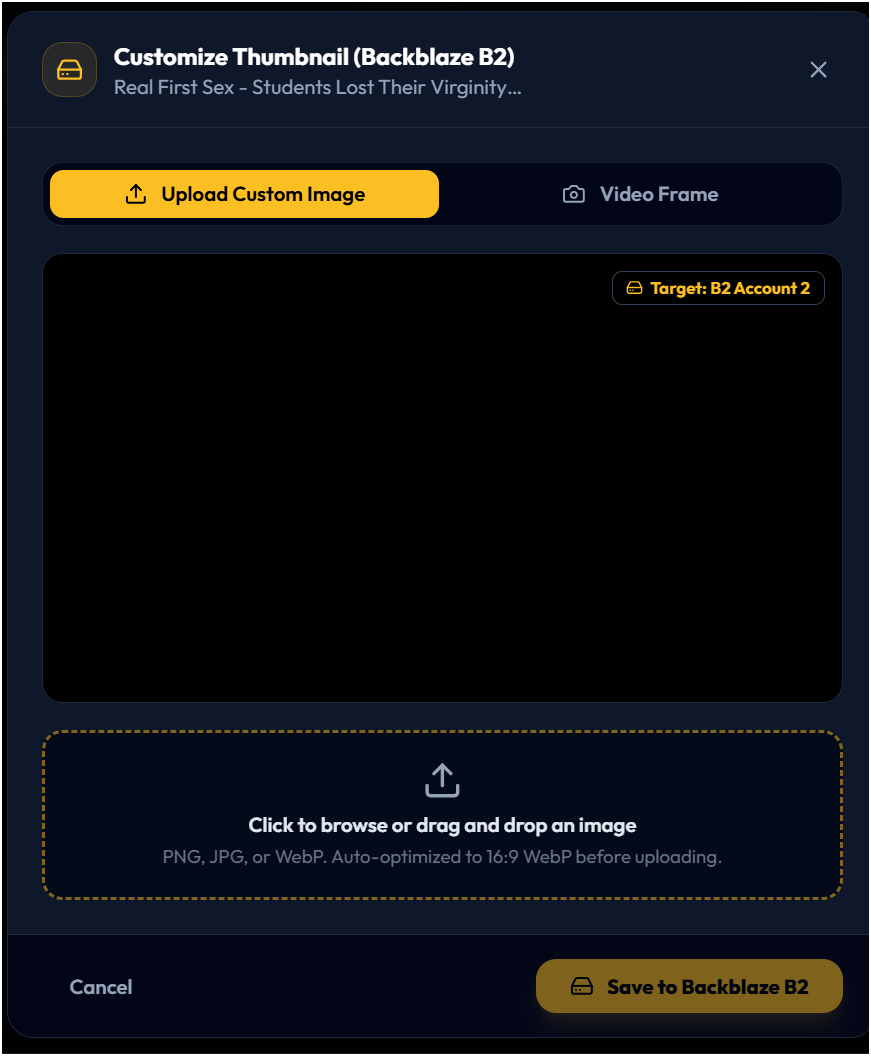 Customize Thumbnail (Backblaze B2)
Real First Sex - Students Lost Their Virginity...
Upload Custom Image
Video Frame
Target: B2 Account 2
Click to browse or drag and drop an image
PNG, JPG, or WebP. Auto-optimized to 16:9 WebP before uploading.
Cancel
Save to Backblaze B2